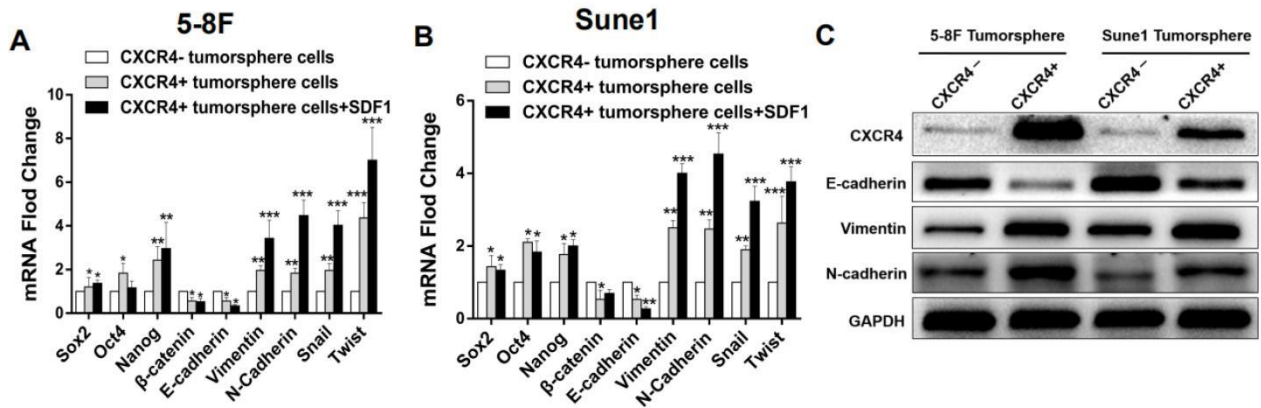 A
5-8F
CXCR4- tumorsphere cells
CXCR4+ tumorsphere cells
CXCR4+ tumorsphere cells+SDF1
mRNA Flod Change
10
8
6
4
2
0
* * * ** ** * * * * ** *** ** *** ** *** *** ***
Sox2
Oct4
Nanog
β-catenin
E-cadherin
Vimentin
N-Cadherin
Snail
Twist
B
Sune1
CXCR4- tumorsphere cells
CXCR4+ tumorsphere cells
CXCR4+ tumorsphere cells+SDF1
mRNA Flod Change
6
4
2
0
* * * * * * * * ** ** *** ** *** ** *** *** ***
Sox2
Oct4
Nanog
β-catenin
E-cadherin
Vimentin
N-Cadherin
Snail
Twist
C
5-8F Tumorsphere Sune1 Tumorsphere
CXCR4− CXCR4+ CXCR4− CXCR4+
CXCR4
E-cadherin
Vimentin
N-cadherin
GAPDH